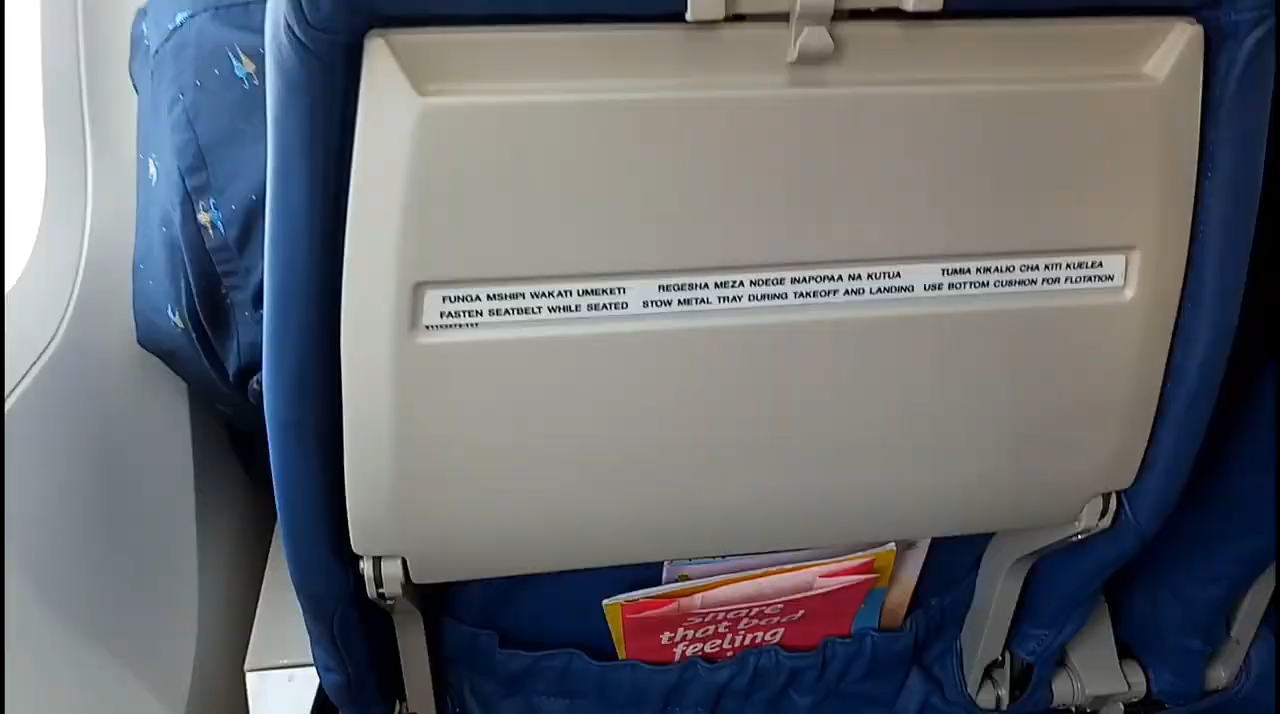 FUNGA MSHIPI WAKATI UMEKETI
FASTEN SEATBELT WHILE SEATED
REGESHA MEZA NDEGE INAPOPAA NA KUTUA
STOW METAL TRAY DURING TAKEOFF AND LANDING
TUMIA KIKALIO CHA KITI KUELEA
USE BOTTOM CUSHION FOR FLOTATION
Share
that bad
feeling